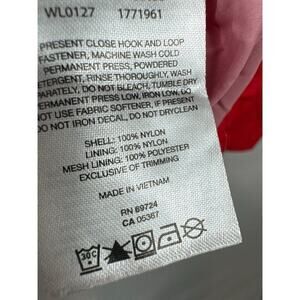 WL0127 1771961
PRESENT CLOSE HOOK AND LOOP
FASTENER, MACHINE WASH COLD
PERMANENT PRESS, POWDERED
DETERGENT, RINSE THOROUGHLY, WASH
PARATELY, DO NOT BLEACH, TUMBLE DRY
PERMANENT PRESS LOW, IRON LOW, DO
NOT USE FABRIC SOFTENER, IF PRESENT
DO NOT IRON DECAL, DO NOT DRYCLEAN
SHELL: 100% NYLON
LINING: 100% NYLON
MESH LINING: 100% POLYESTER
EXCLUSIVE OF TRIMMING
MADE IN VIETNAM
RN 69724
CA 05367
30C